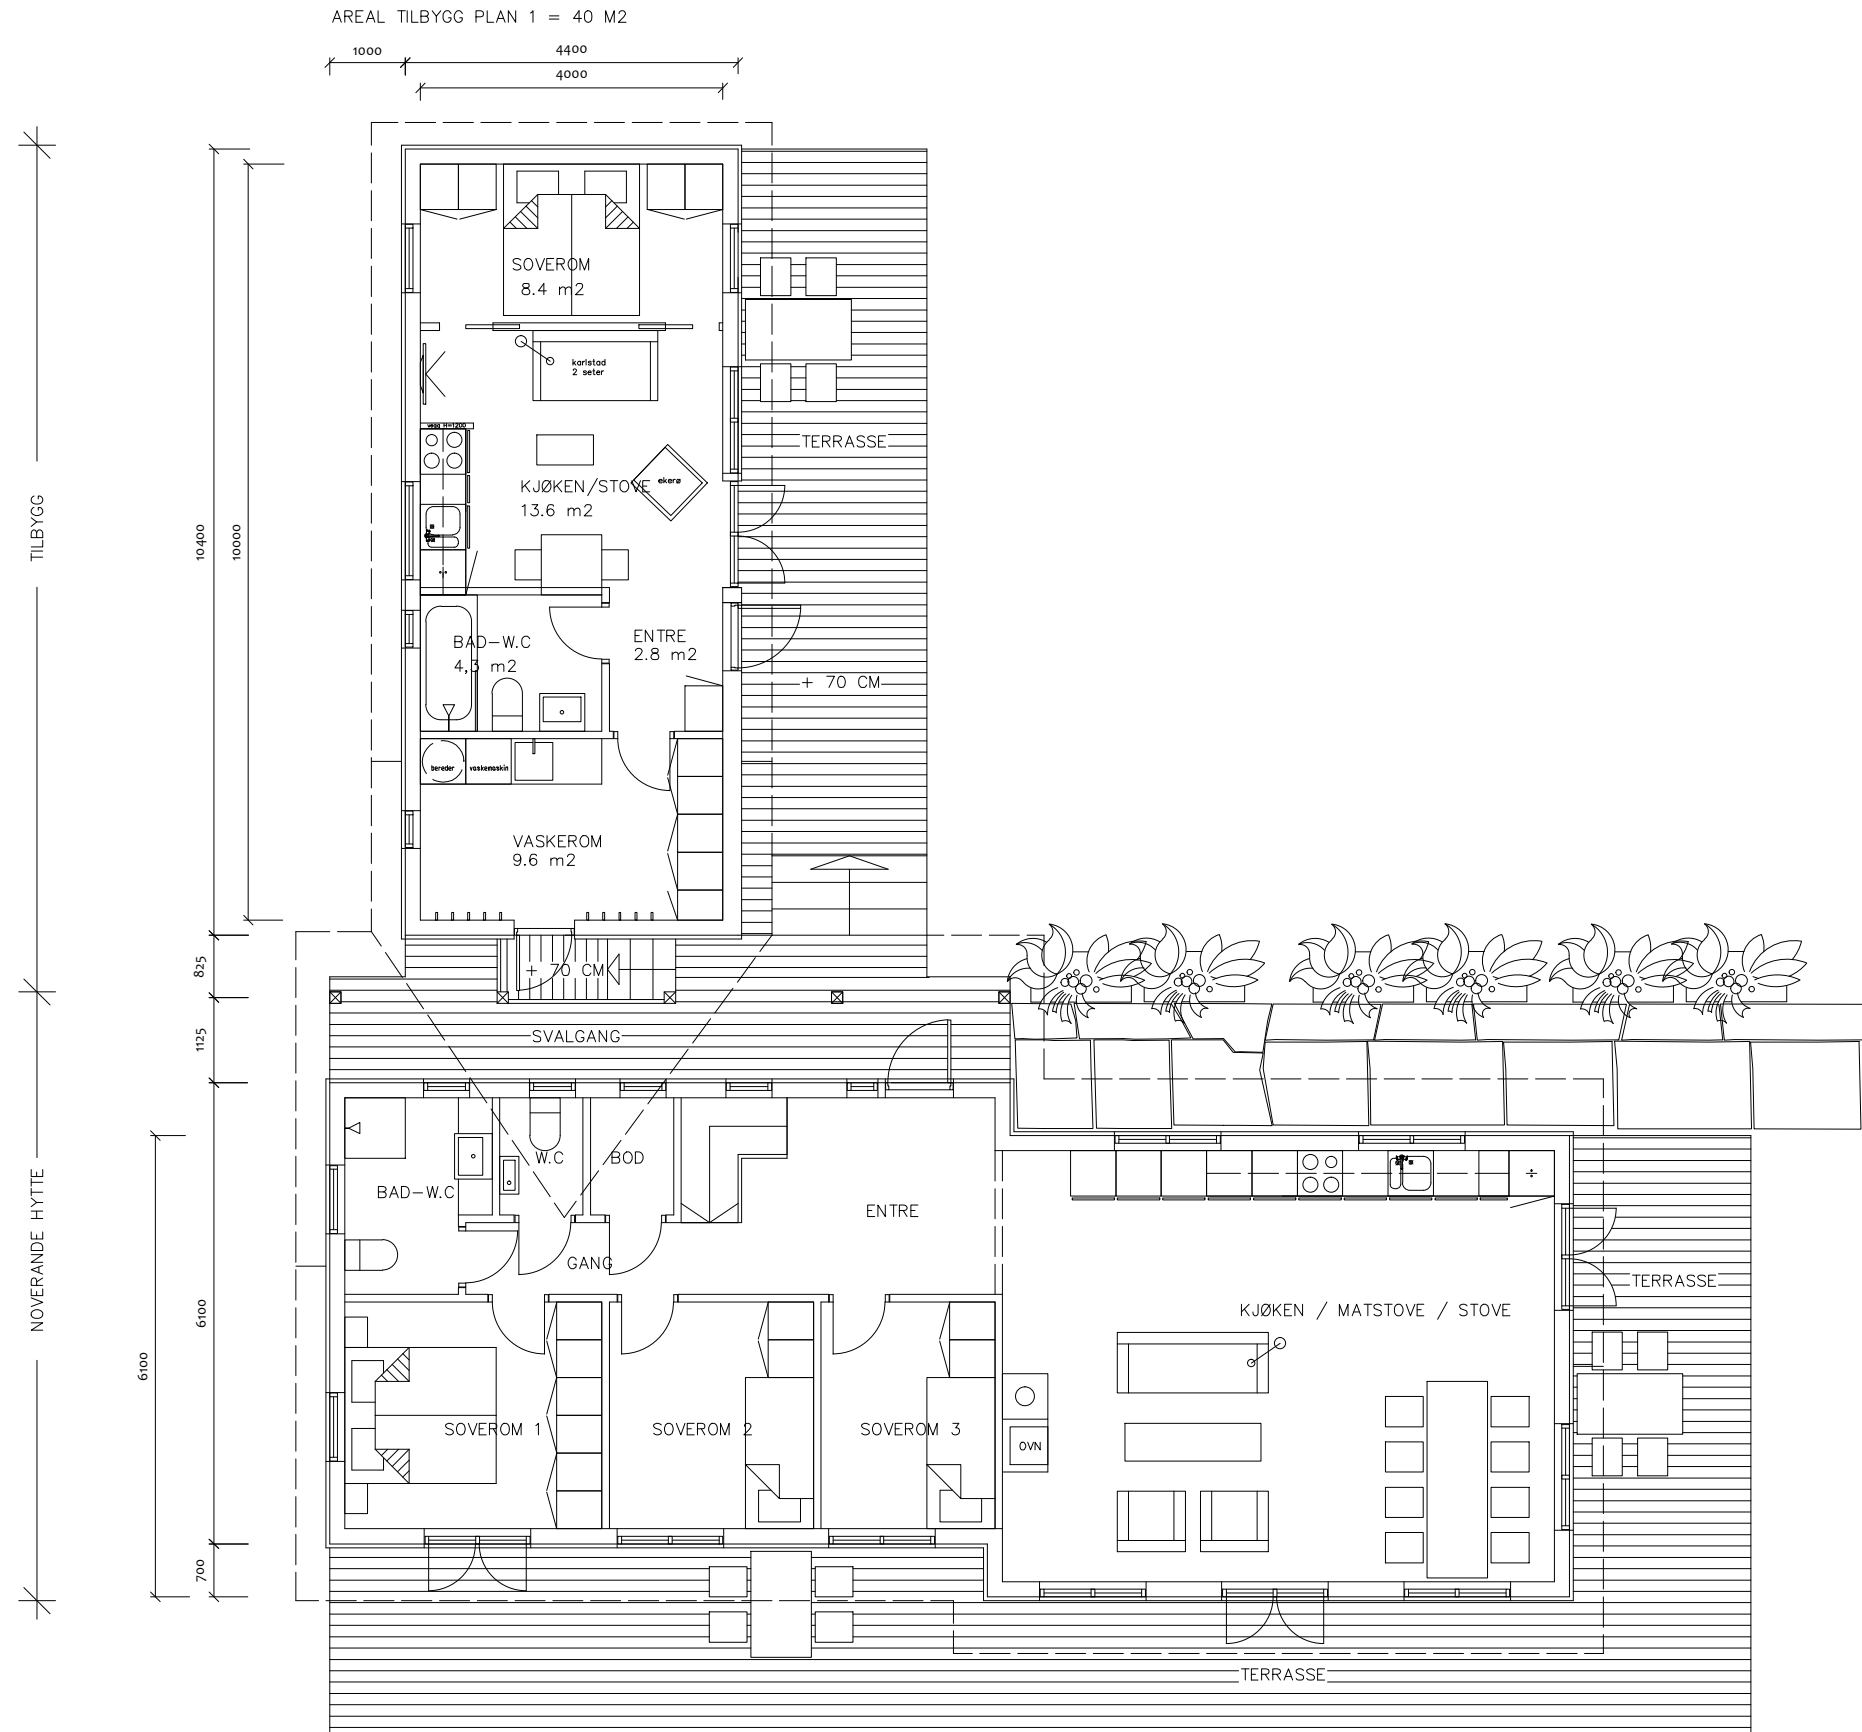 AREAL TILBYGG PLAN 1 = 40 M2
1000
4400
4000
TILBYGG
10400
10000
SOVEROM
8.4 m2
karlstad
2 seter
vegg H=1200
TERRASSE
KJØKEN/STOVE
13.6 m2
ekerø
BAD-W.C
4,3 m2
ENTRE
2.8 m2
+ 70 CM
bereder
vaskemaskin
VASKEROM
9.6 m2
825
+ 70 CM
1125
SVALGANG
NOVERANDE HYTTE
6100
6100
700
BAD-W.C
W.C
BOD
ENTRE
GANG
KJØKEN / MATSTOVE / STOVE
TERRASSE
SOVEROM 1
SOVEROM 2
SOVEROM 3
OVN
TERRASSE